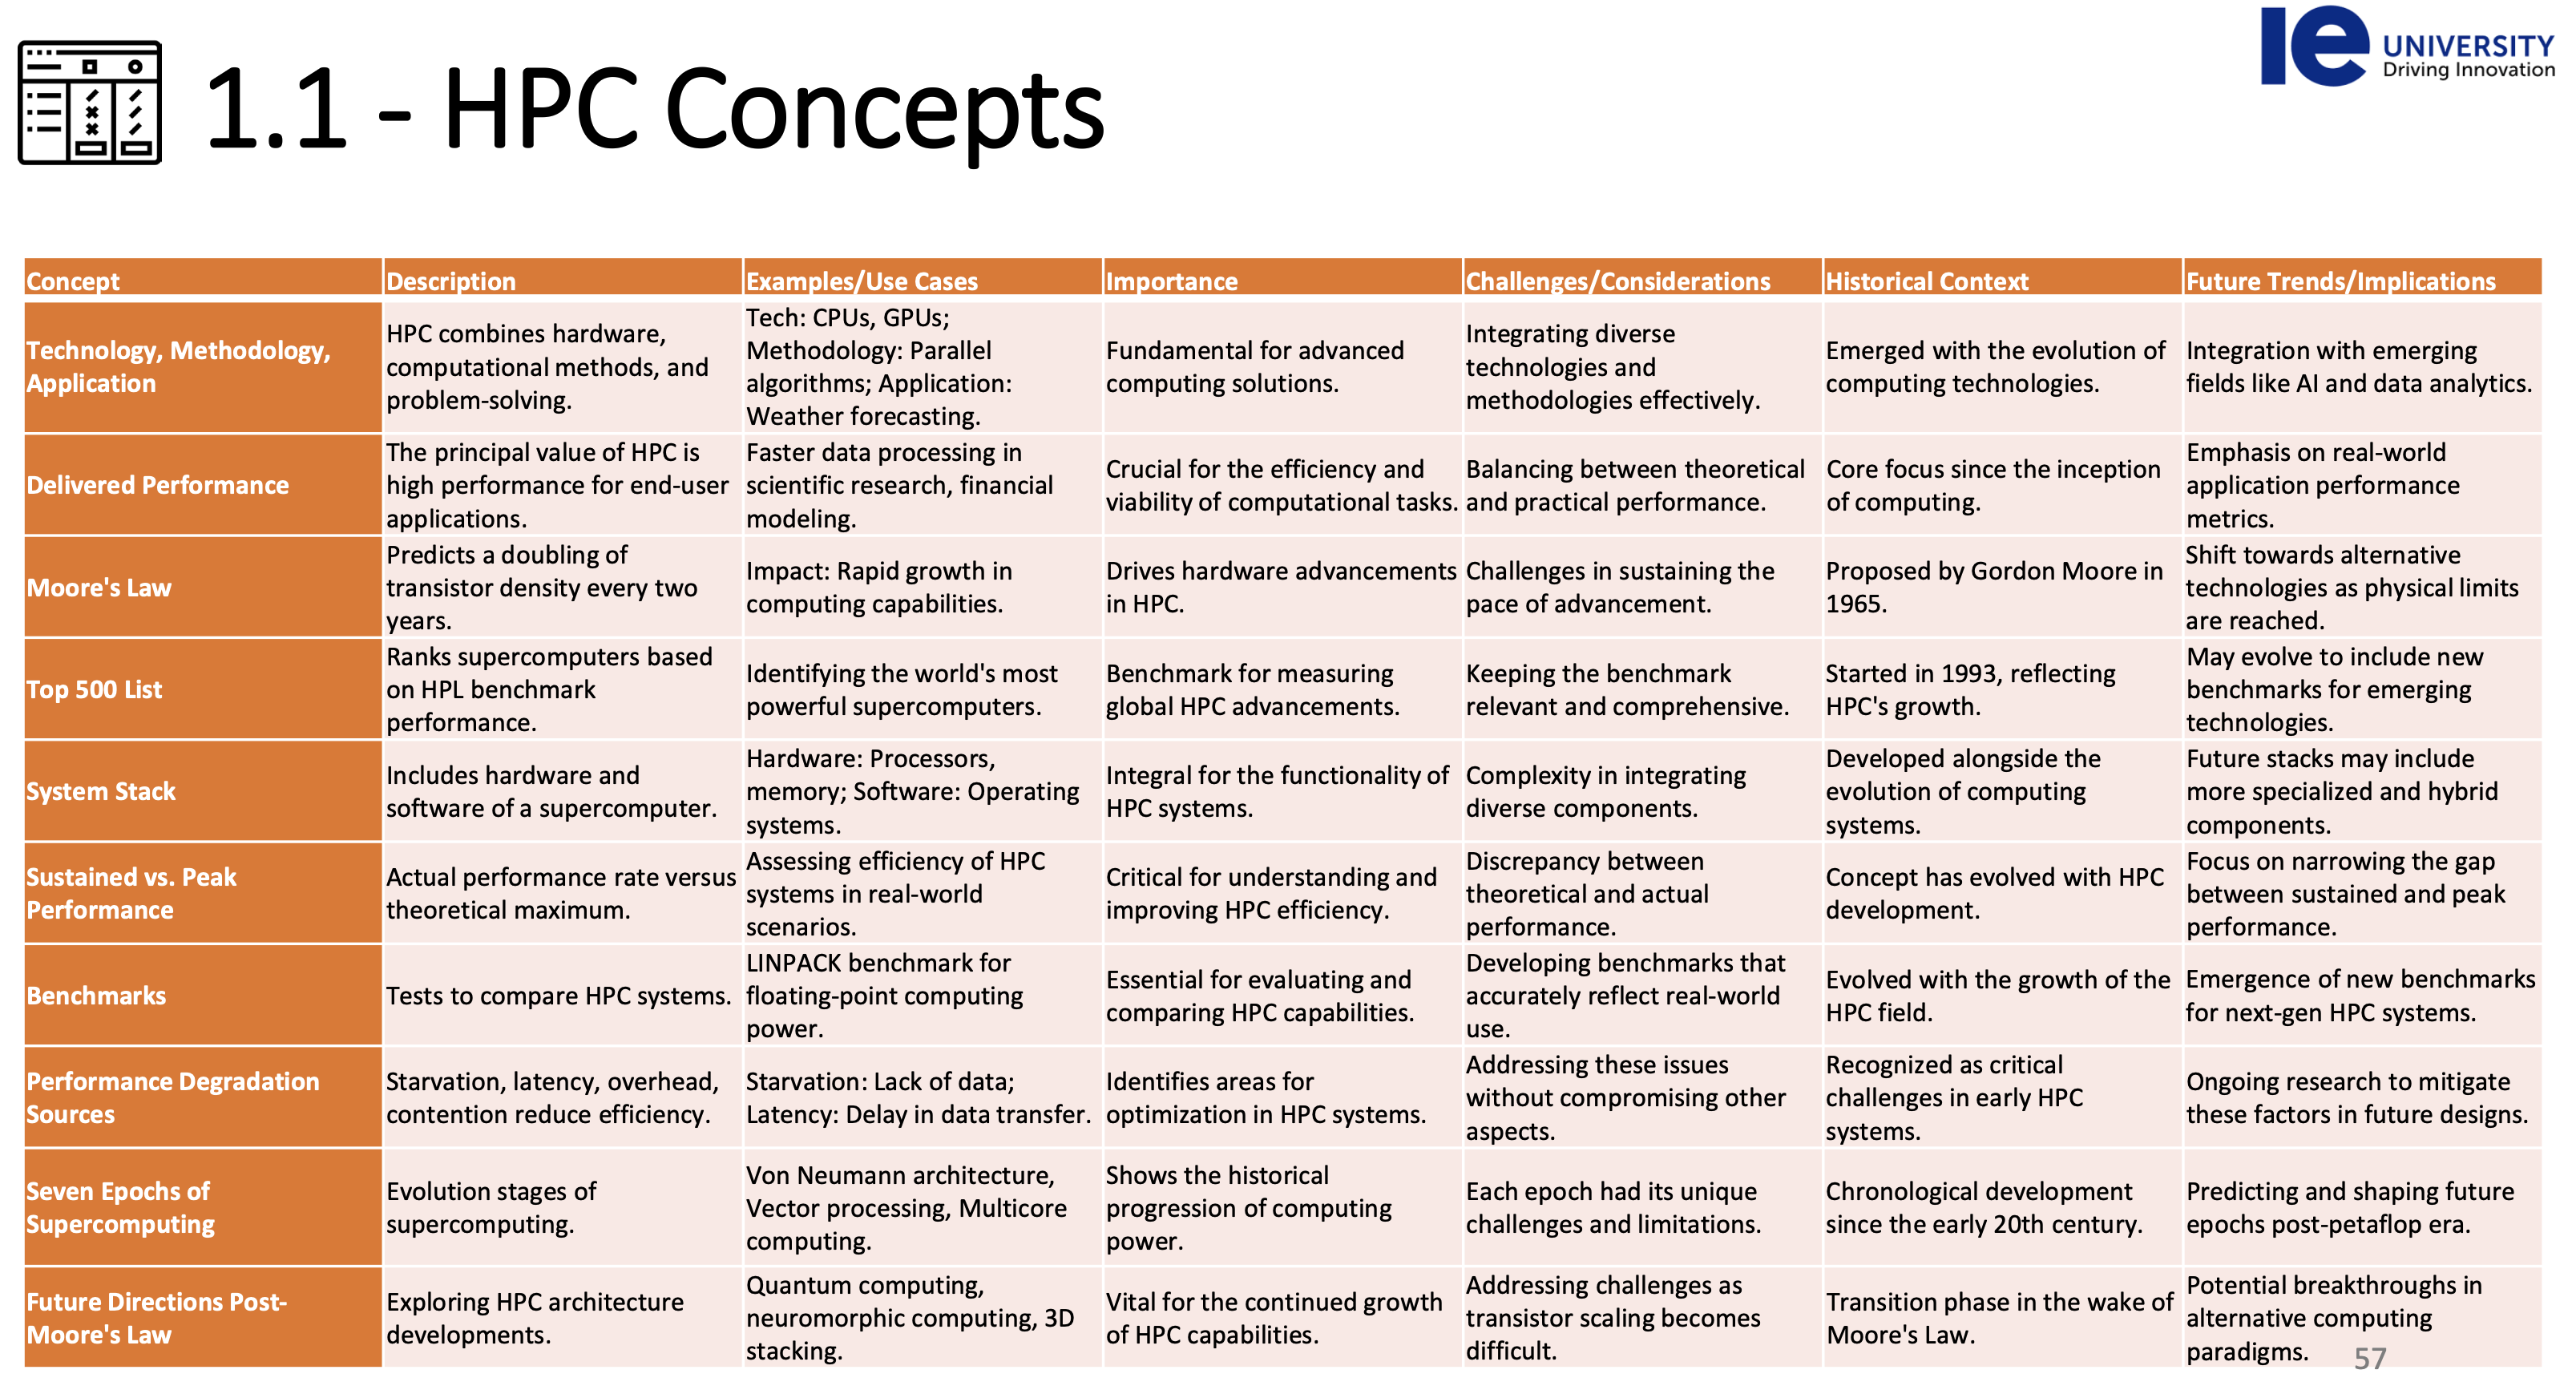 1.1 - HPC Concepts
ie UNIVERSITY
Driving Innovation
Concept
Description
Examples/Use Cases
Importance
Challenges/Considerations
Historical Context
Future Trends/Implications
Technology, Methodology,
Application
HPC combines hardware,
computational methods, and
problem-solving.
Tech: CPUs, GPUs;
Methodology: Parallel
algorithms; Application:
Weather forecasting.
Fundamental for advanced
computing solutions.
Integrating diverse
technologies and
methodologies effectively.
Emerged with the evolution of
computing technologies.
Integration with emerging
fields like AI and data analytics.
Delivered Performance
The principal value of HPC is
high performance for end-user
applications.
Faster data processing in
scientific research, financial
modeling.
Crucial for the efficiency and
viability of computational tasks.
Balancing between theoretical
and practical performance.
Core focus since the inception
of computing.
Emphasis on real-world
application performance
metrics.
Moore's Law
Predicts a doubling of
transistor density every two
years.
Impact: Rapid growth in
computing capabilities.
Drives hardware advancements
in HPC.
Challenges in sustaining the
pace of advancement.
Proposed by Gordon Moore in
1965.
Shift towards alternative
technologies as physical limits
are reached.
Top 500 List
Ranks supercomputers based
on HPL benchmark
performance.
Identifying the world's most
powerful supercomputers.
Benchmark for measuring
global HPC advancements.
Keeping the benchmark
relevant and comprehensive.
Started in 1993, reflecting
HPC's growth.
May evolve to include new
benchmarks for emerging
technologies.
System Stack
Includes hardware and
software of a supercomputer.
Hardware: Processors,
memory; Software: Operating
systems.
Integral for the functionality of
HPC systems.
Complexity in integrating
diverse components.
Developed alongside the
evolution of computing
systems.
Future stacks may include
more specialized and hybrid
components.
Sustained vs. Peak
Performance
Actual performance rate versus
theoretical maximum.
Assessing efficiency of HPC
systems in real-world
scenarios.
Critical for understanding and
improving HPC efficiency.
Discrepancy between
theoretical and actual
performance.
Concept has evolved with HPC
development.
Focus on narrowing the gap
between sustained and peak
performance.
Benchmarks
Tests to compare HPC systems.
LINPACK benchmark for
floating-point computing
power.
Essential for evaluating and
comparing HPC capabilities.
Developing benchmarks that
accurately reflect real-world
use.
Evolved with the growth of the
HPC field.
Emergence of new benchmarks
for next-gen HPC systems.
Performance Degradation
Sources
Starvation, latency, overhead,
contention reduce efficiency.
Starvation: Lack of data;
Latency: Delay in data transfer.
Identifies areas for
optimization in HPC systems.
Addressing these issues
without compromising other
aspects.
Recognized as critical
challenges in early HPC
systems.
Ongoing research to mitigate
these factors in future designs.
Seven Epochs of
Supercomputing
Evolution stages of
supercomputing.
Von Neumann architecture,
Vector processing, Multicore
computing.
Shows the historical
progression of computing
power.
Each epoch had its unique
challenges and limitations.
Chronological development
since the early 20th century.
Predicting and shaping future
epochs post-petaflop era.
Future Directions Post-
Moore's Law
Exploring HPC architecture
developments.
Quantum computing,
neuromorphic computing, 3D
stacking.
Vital for the continued growth
of HPC capabilities.
Addressing challenges as
transistor scaling becomes
difficult.
Transition phase in the wake of
Moore's Law.
Potential breakthroughs in
alternative computing
paradigms.
57